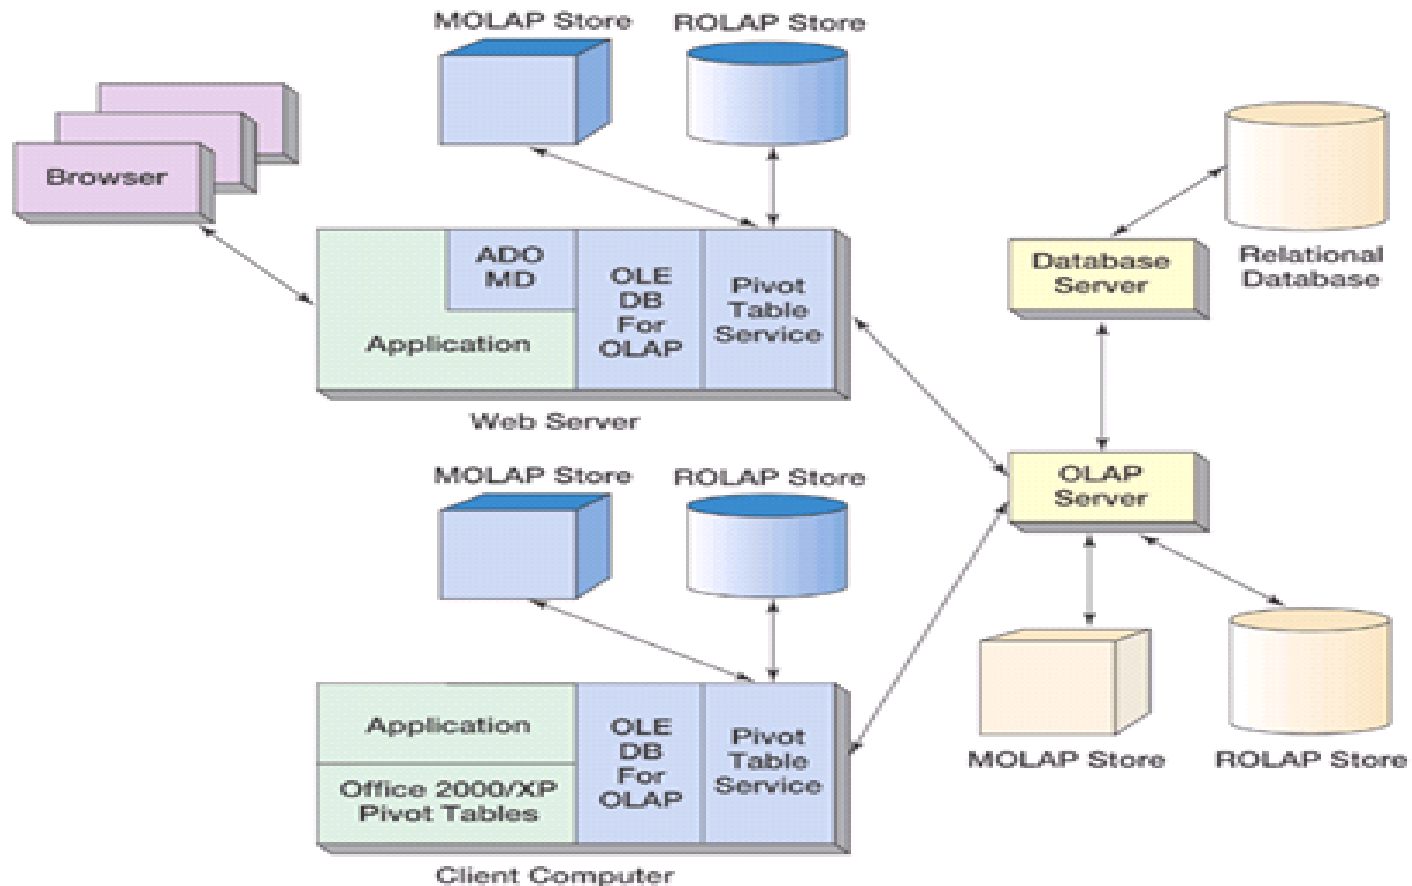 MOLAP Store
ROLAP Store
Browser
ADO
MD
Application
OLE
DB
For
OLAP
Pivot
Table
Service
Web Server
Database
Server
Relational
Database
MOLAP Store
ROLAP Store
OLAP
Server
Application
Office 2000/XP
Pivot Tables
OLE
DB
For
OLAP
Pivot
Table
Service
Client Computer
MOLAP Store
ROLAP Store